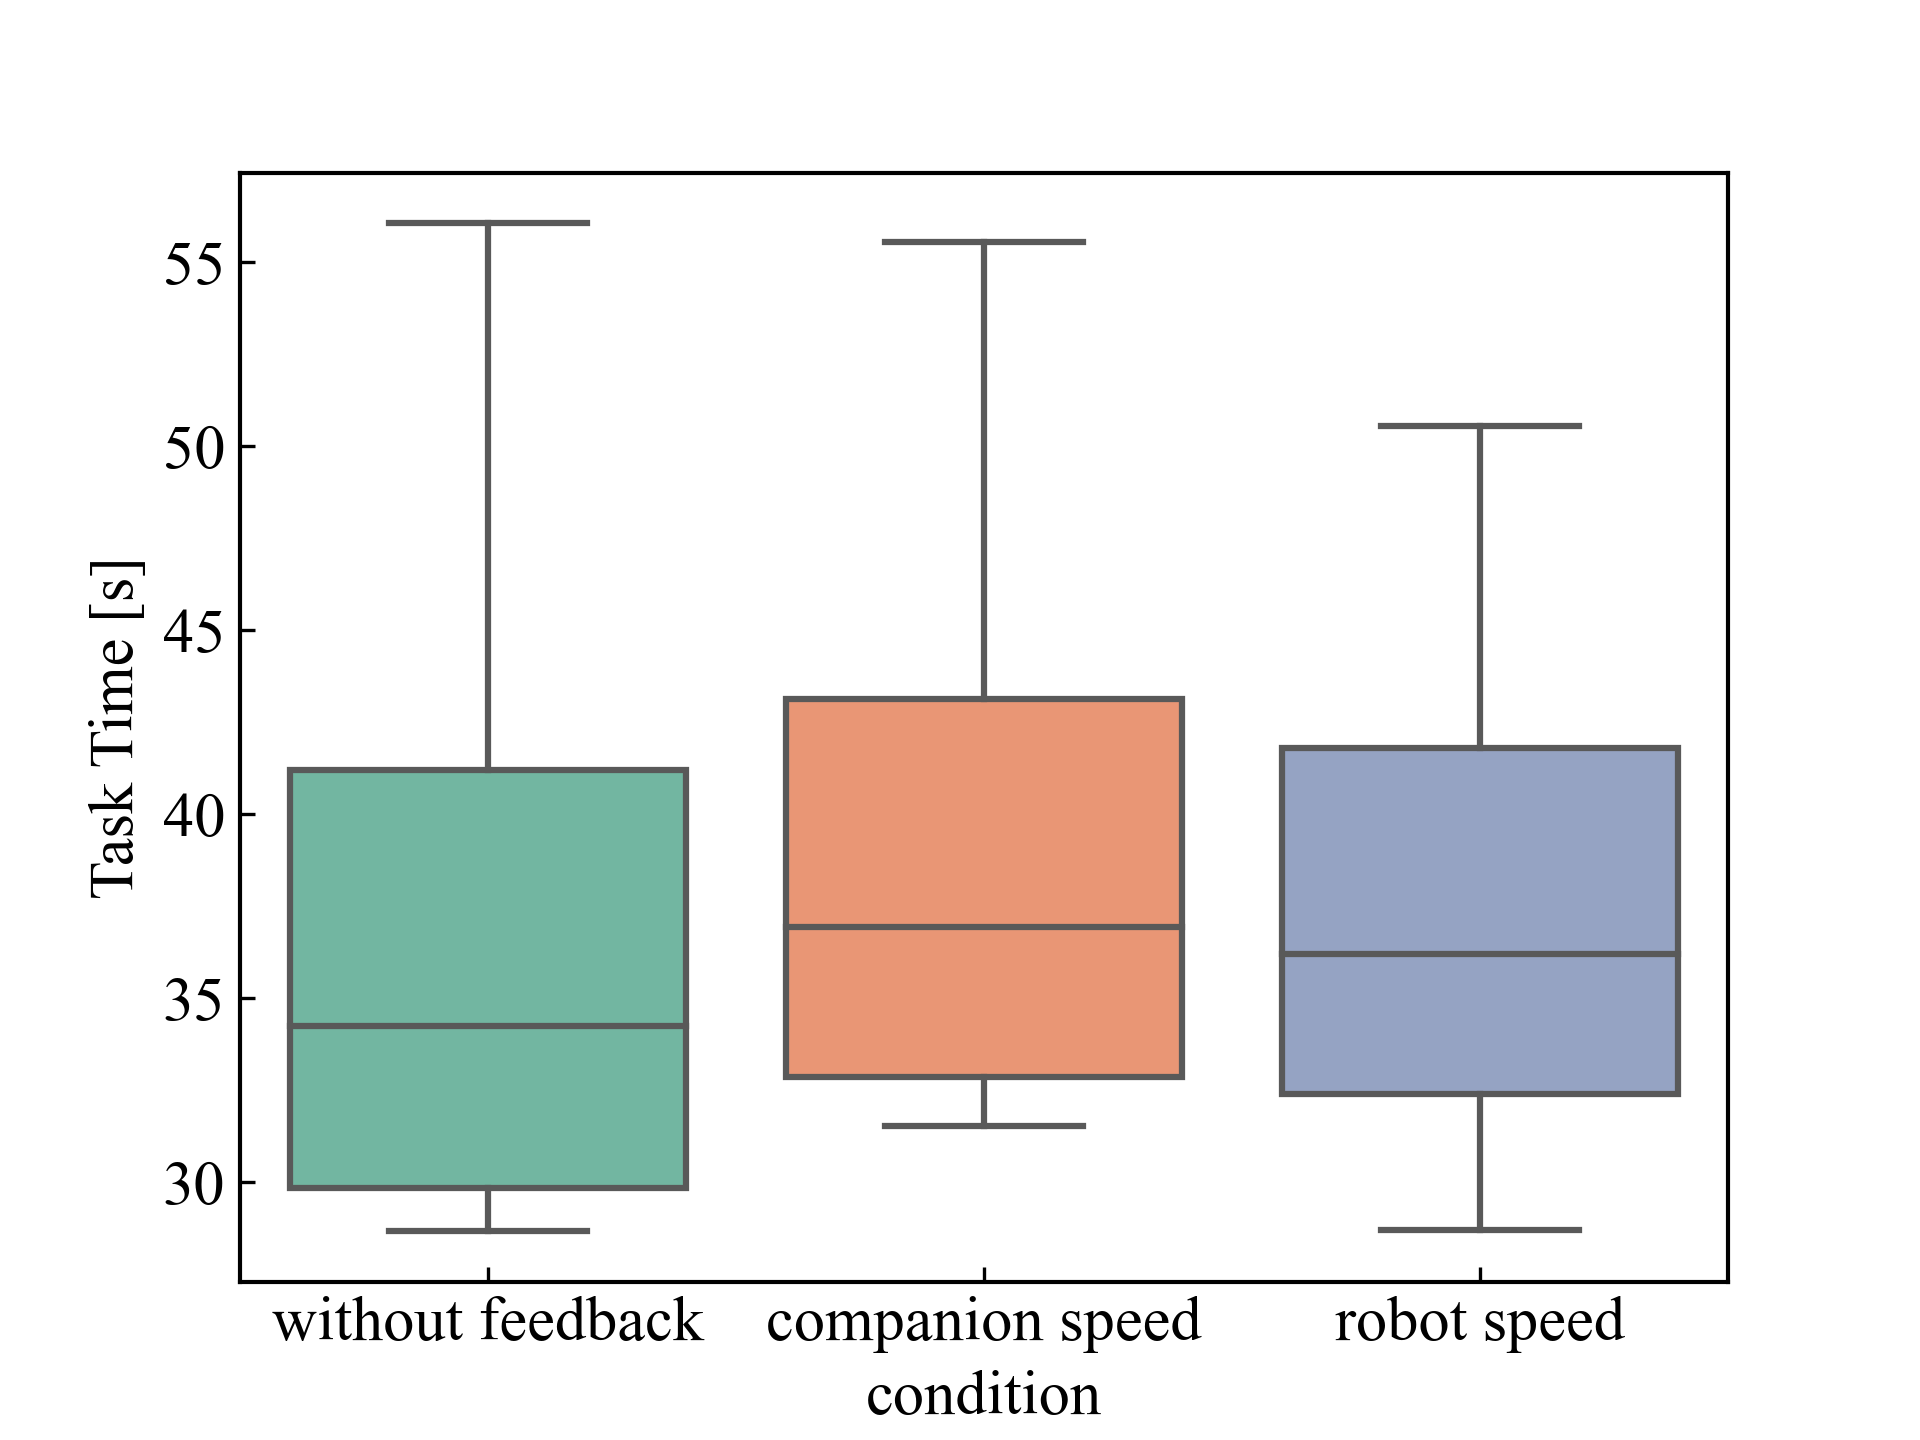 55
50
45
40
35
30
Task Time [s]
without feedback
companion speed
robot speed
condition